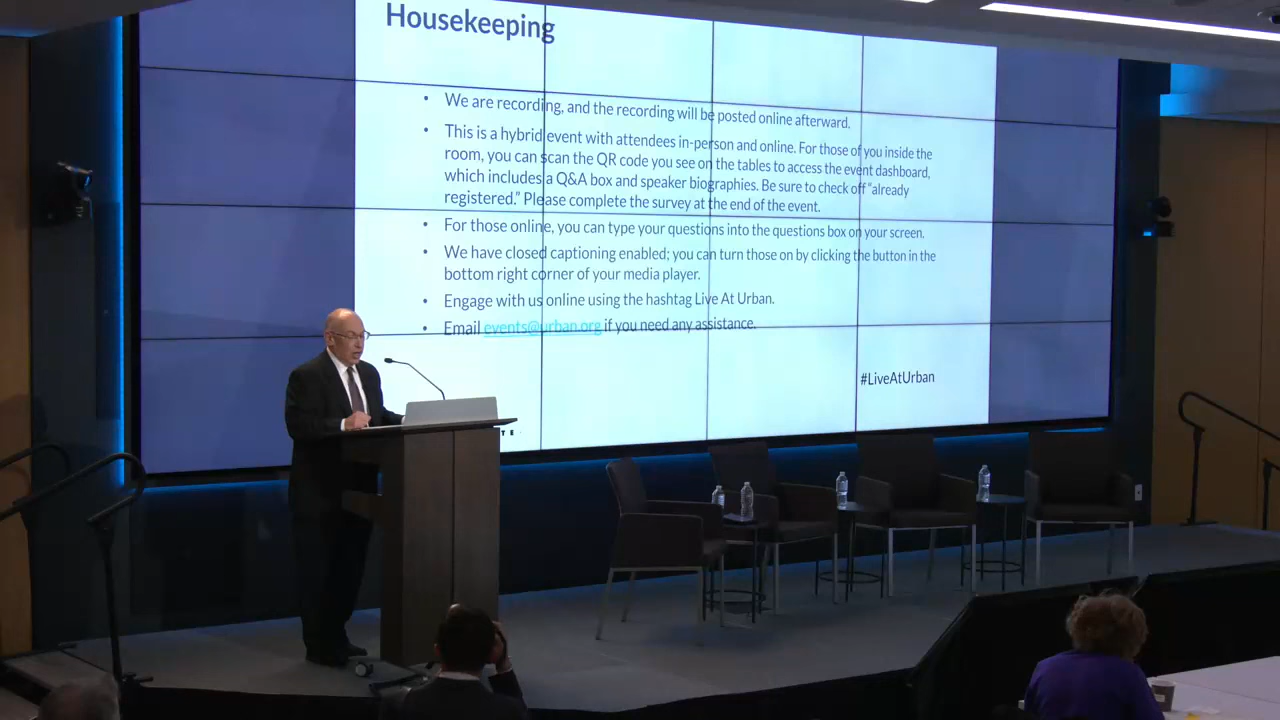 Housekeeping
• We are recording, and the recording will be posted online afterward.
• This is a hybrid event with attendees in-person and online. For those of you inside the
room, you can scan the QR code you see on the tables to access the event dashboard,
which includes a Q&A box and speaker biographies. Be sure to check off “already
registered.” Please complete the survey at the end of the event.
• For those online, you can type your questions into the questions box on your screen.
• We have closed captioning enabled; you can turn those on by clicking the button in the
bottom right corner of your media player.
• Engage with us online using the hashtag Live At Urban.
• Email events@urban.org if you need any assistance.
#LiveAtUrban
T E